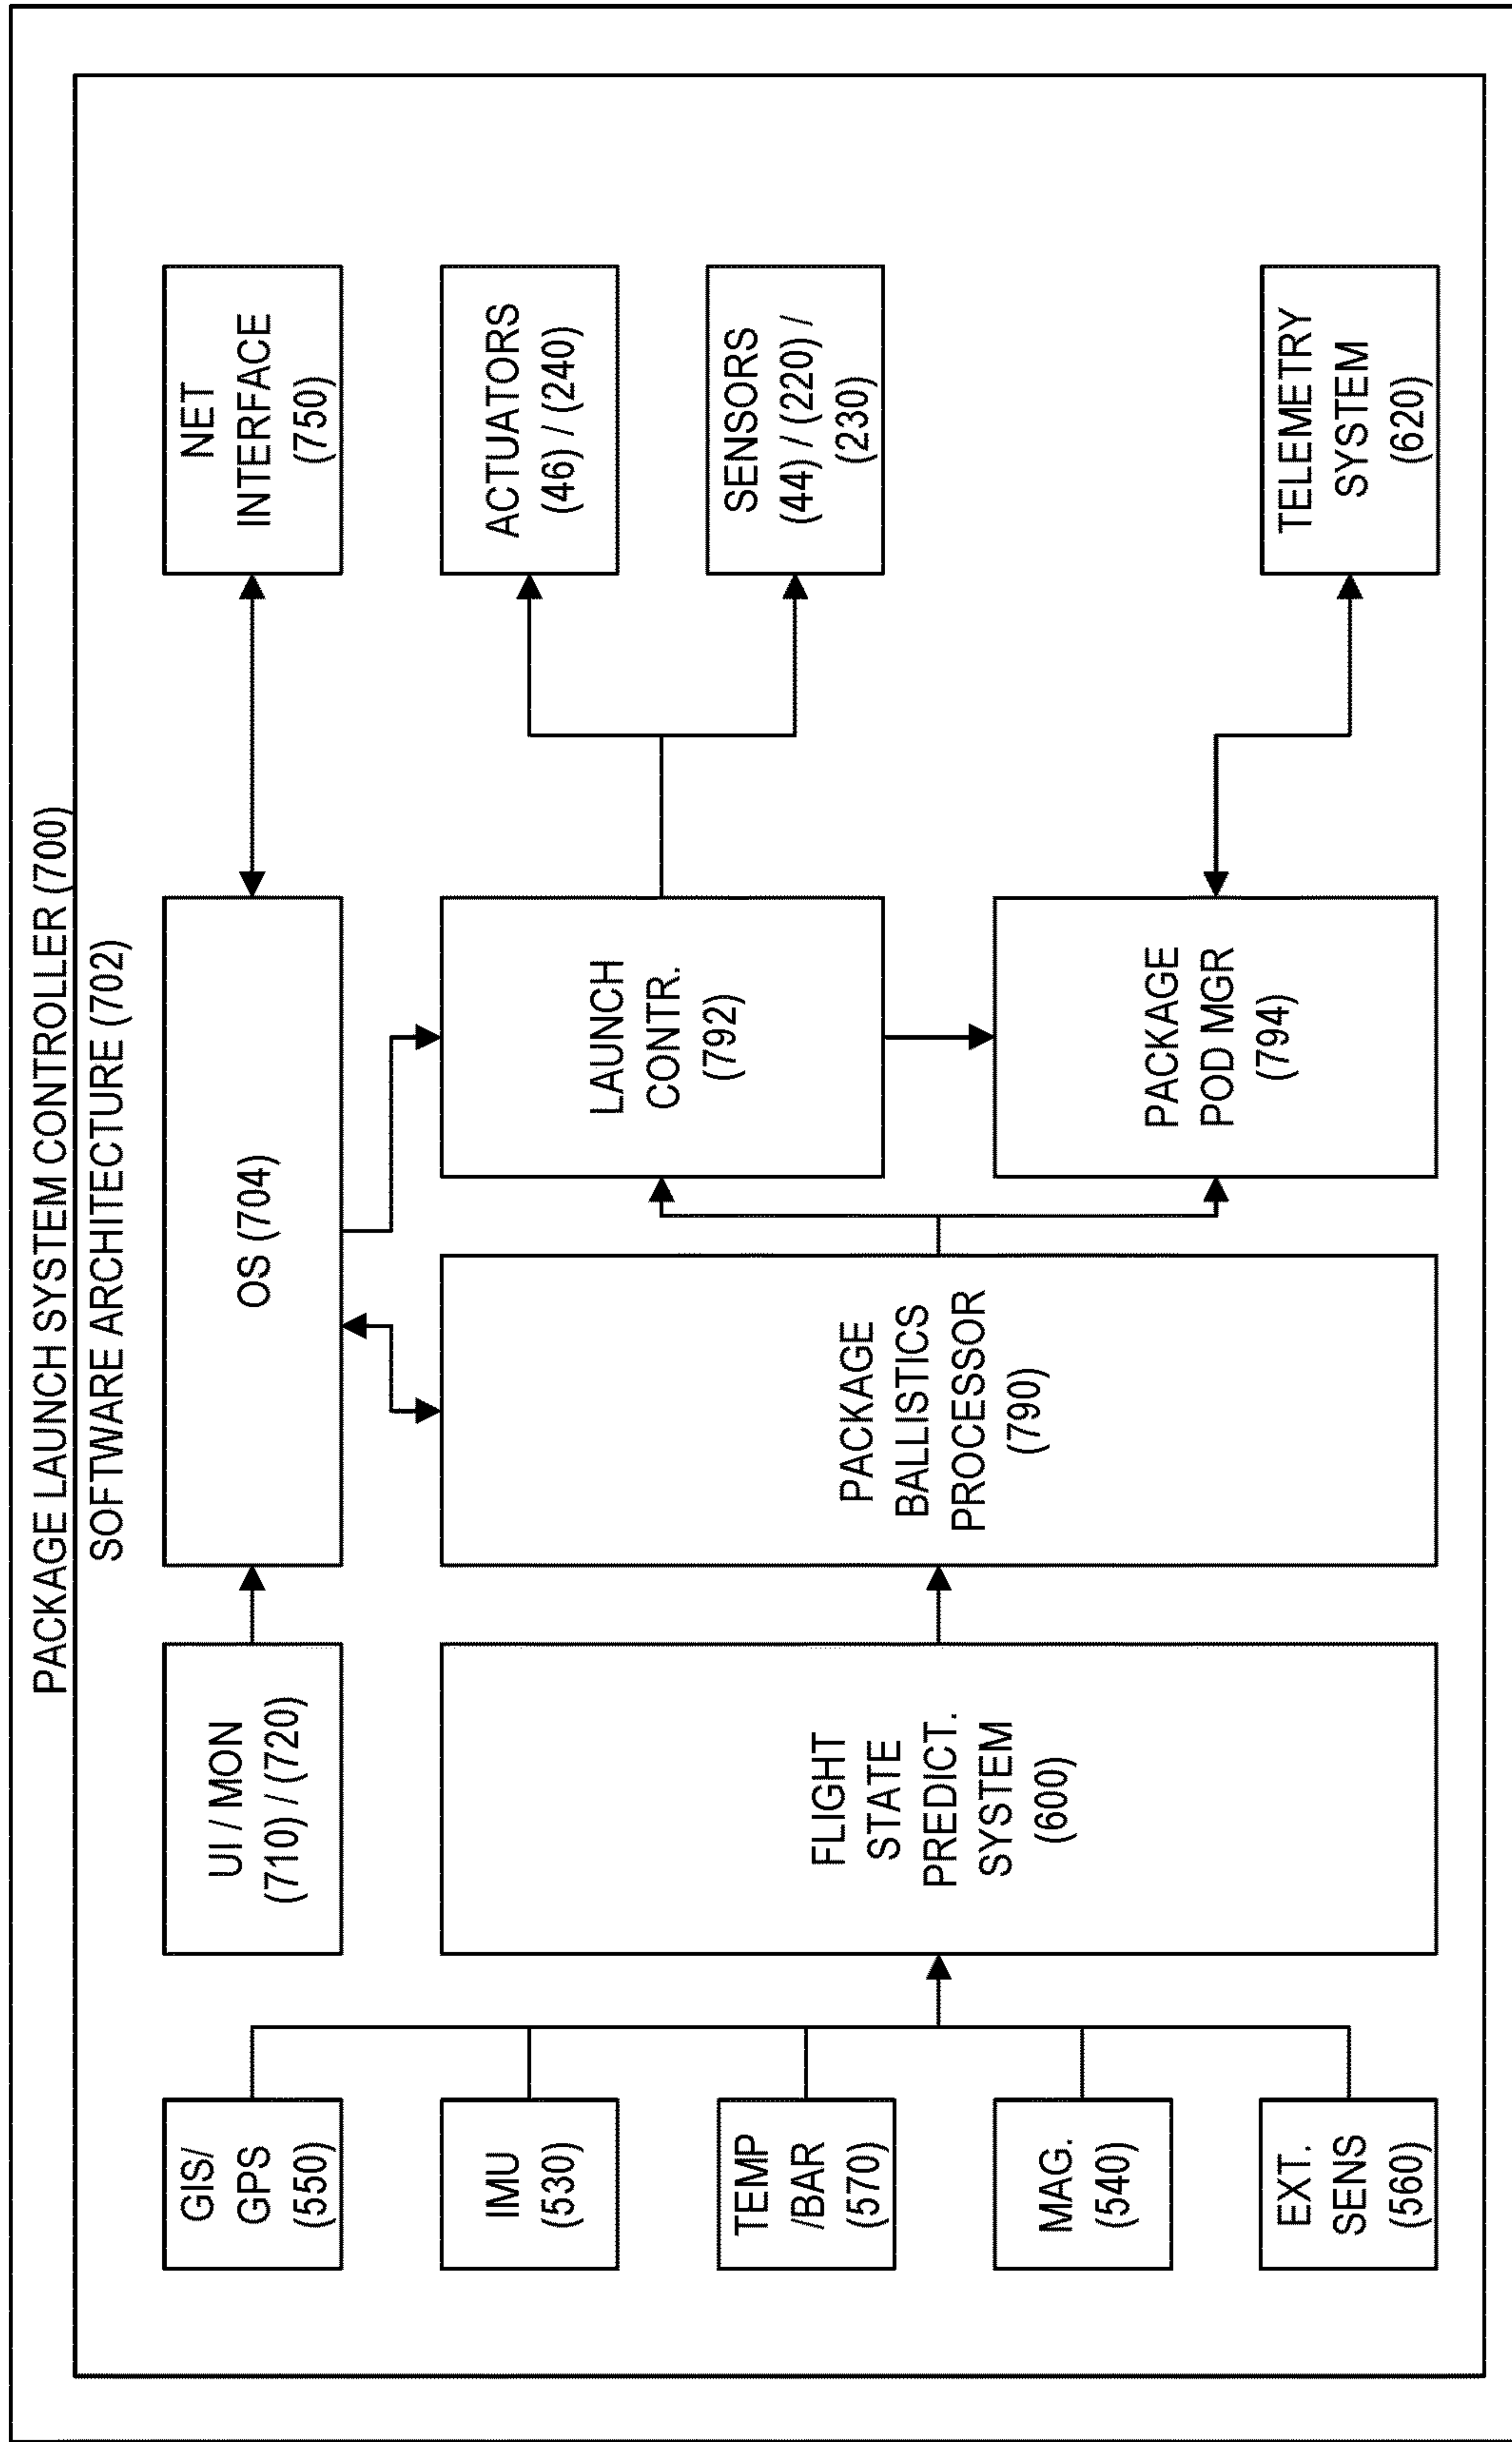 PACKAGE LAUNCH SYSTEM CONTROLLER (700)
SOFTWARE ARCHITECTURE (702)
GIS/
GPS
(550)
IMU
(530)
TEMP
/BAR
(570)
MAG.
(540)
EXT.
SENS
(560)
UI / MON
(710) / (720)
FLIGHT
STATE
PREDICT.
SYSTEM
(600)
OS (704)
PACKAGE
BALLISTICS
PROCESSOR
(790)
LAUNCH
CONTR.
(792)
PACKAGE
POD MGR
(794)
NET
INTERFACE
(750)
ACTUATORS
(46) / (240)
SENSORS
(44) / (220) /
(230)
TELEMETRY
SYSTEM
(620)